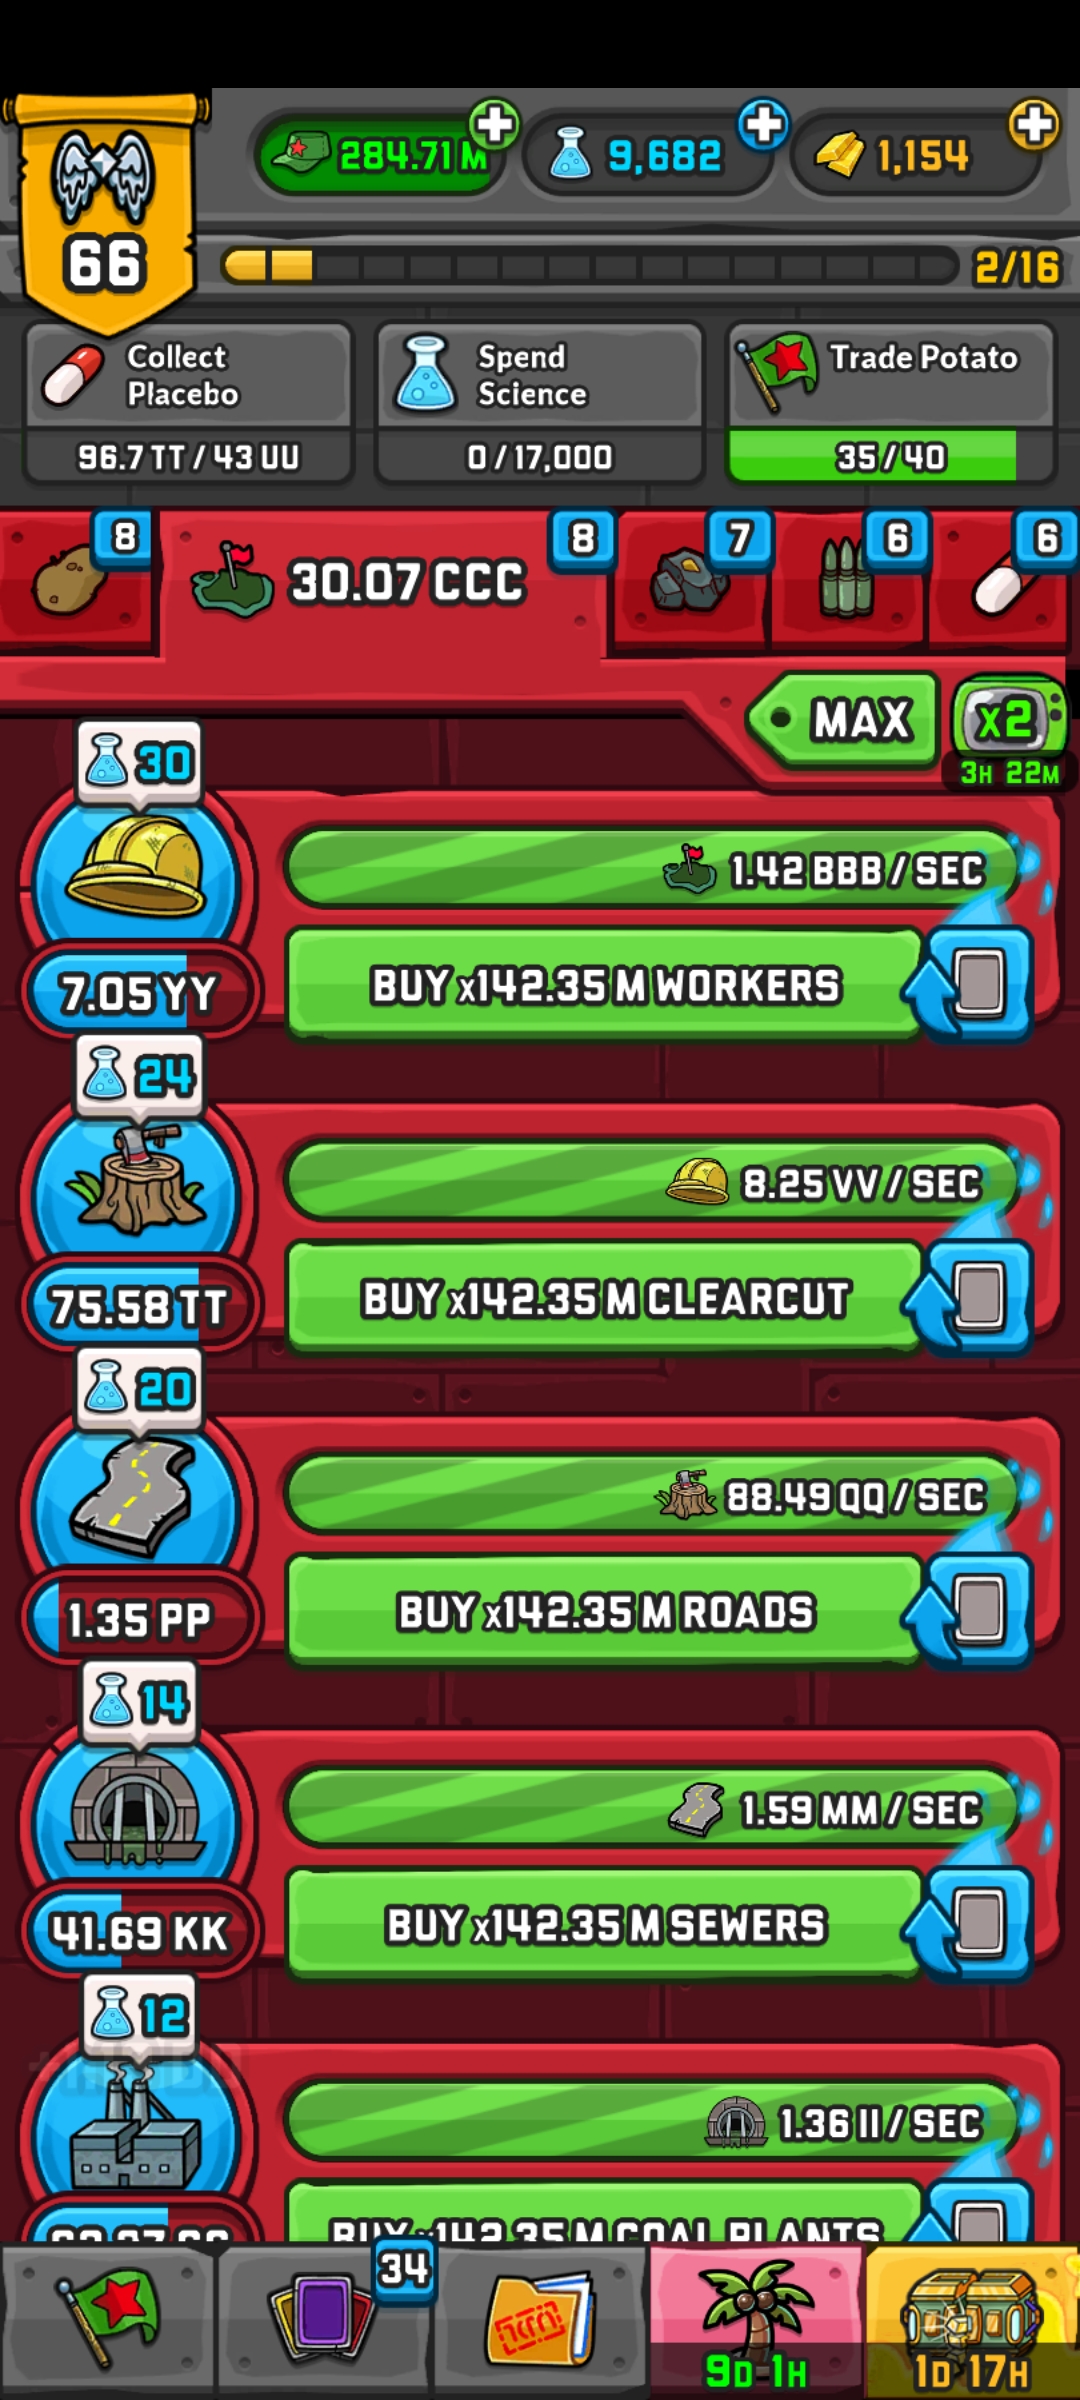 284.71 M
9,682
1,154
66
2/16
Collect
Placebo
Spend
Science
Trade Potato
96.7 TT / 43 UU
0 / 17,000
35 / 40
8
30.07 CCC
8
7
6
6
MAX
x2
3H 22M
30
1.42 BBB / SEC
7.05 YY
BUY x142.35 M WORKERS
24
8.25 VV / SEC
75.58 TT
BUY x142.35 M CLEARCUT
20
88.49 QQ / SEC
1.35 PP
BUY x142.35 M ROADS
14
1.59 MM / SEC
41.69 KK
BUY x142.35 M SEWERS
12
1.36 II / SEC
BUY x142.35 M COAL PLANTS
34
9D 1H
1D 17H